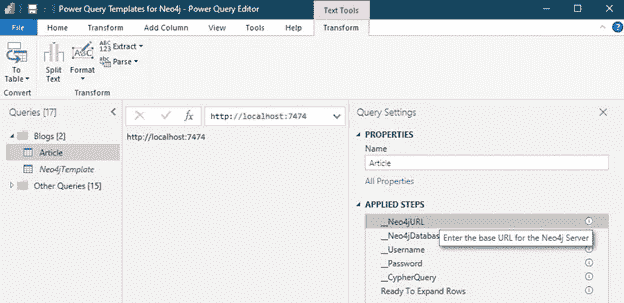 Power Query Templates for Neo4j - Power Query Editor
Text Tools
File
Home
Transform
Add Column
View
Tools
Help
Transform
To
Table
Split
Text
Format
ABC
123
Extract
abc
Parse
Convert
Transform
Queries [17]
Blogs [2]
Article
Neo4jTemplate
Other Queries [15]
fx
http://localhost:7474
http://localhost:7474
Query Settings
PROPERTIES
Name
Article
All Properties
APPLIED STEPS
__Neo4jURL
__Neo4jDatabas
Enter the base URL for the Neo4j Server
__Username
__Password
__CypherQuery
Ready To Expand Rows